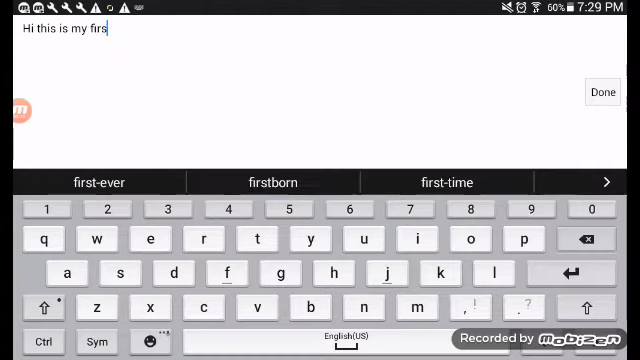 60% 7:29 PM
Hi this is my firs
Done
first-ever firstborn first-time >
1 2 3 4 5 6 7 8 9 0
q w e r t y u i o p
a s d f g h j k l
z x c v b n m , ! . ?
Ctrl Sym English(US)
Recorded by mobizen